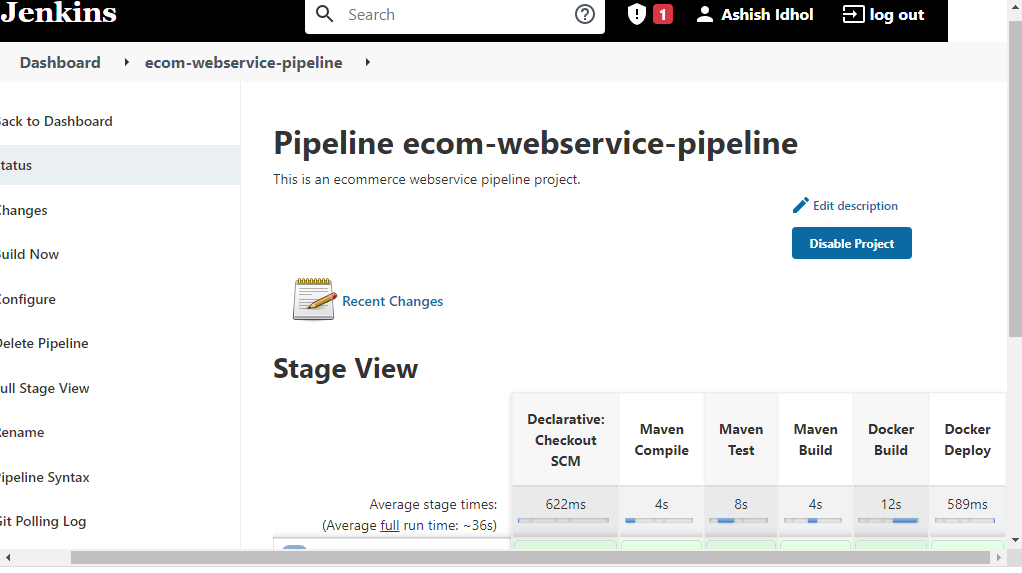 Jenkins
Search
1
Ashish Idhol
log out
Dashboard
ecom-webservice-pipeline
ack to Dashboard
tatus
hanges
uild Now
onfigure
elete Pipeline
ull Stage View
ename
ipeline Syntax
it Polling Log
Pipeline ecom-webservice-pipeline
This is an ecommerce webservice pipeline project.
Edit description
Disable Project
Recent Changes
Stage View
Declarative:
Checkout
SCM
Maven
Compile
Maven
Test
Maven
Build
Docker
Build
Docker
Deploy
Average stage times:
(Average full run time: ~36s)
622ms
4s
8s
4s
12s
589ms